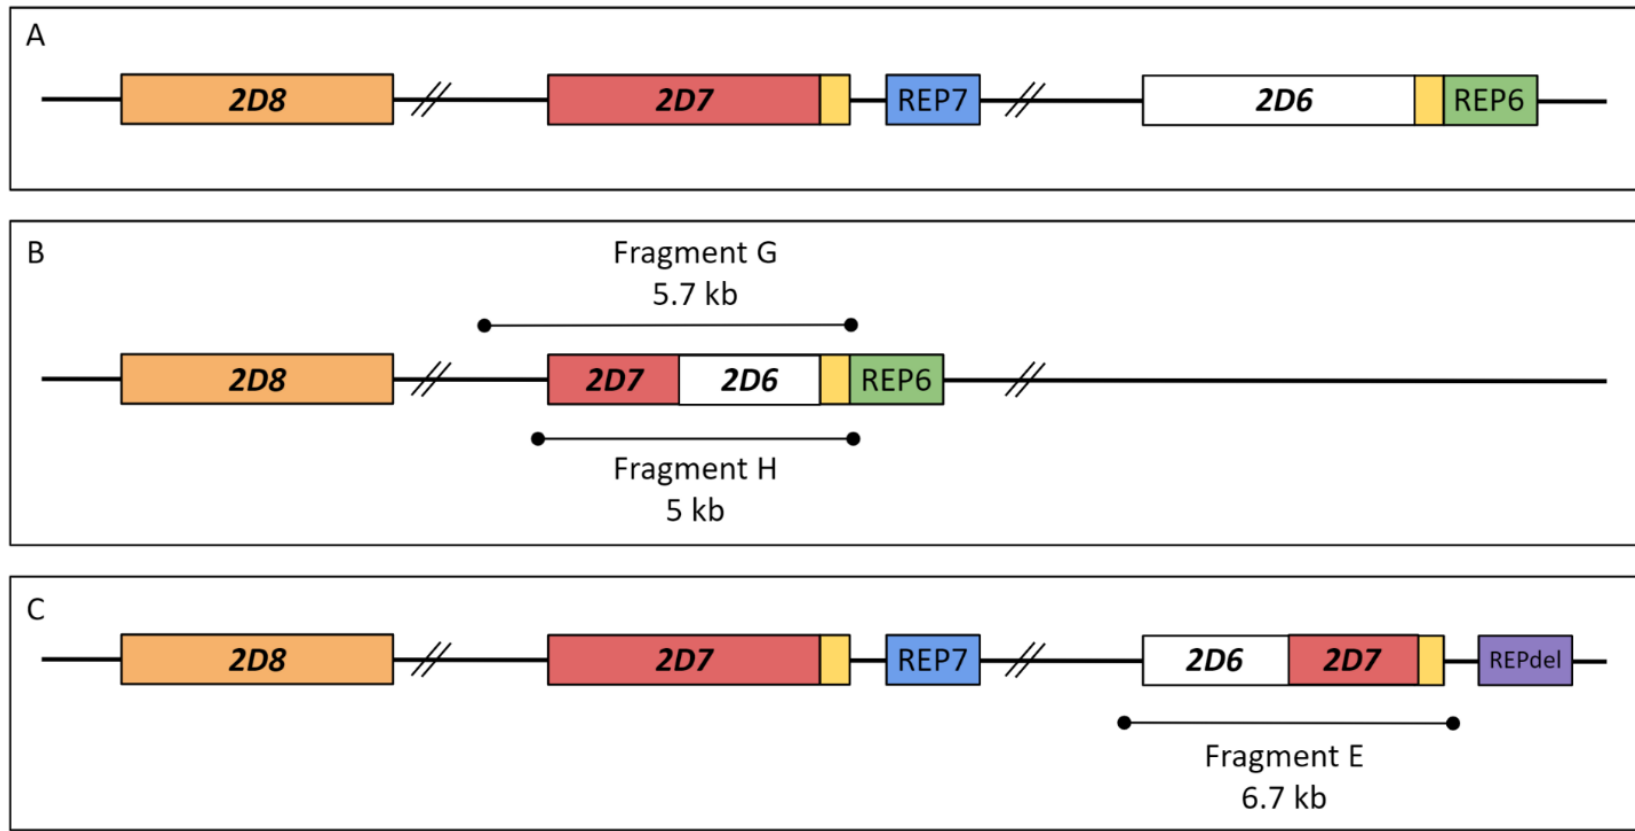 A
2D8 2D7 REP7 2D6 REP6
B
Fragment G
5.7 kb
2D8 2D7 2D6 REP6
Fragment H
5 kb
C
2D8 2D7 REP7 2D6 2D7 REPdel
Fragment E
6.7 kb